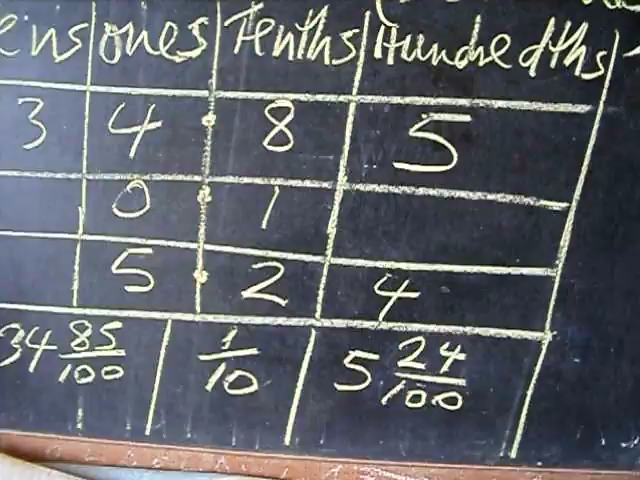 ens ones Tenths Hundredths
3 4 . 8 5
0 . 1
5 . 2 4
34 85/100 1/10 5 24/100